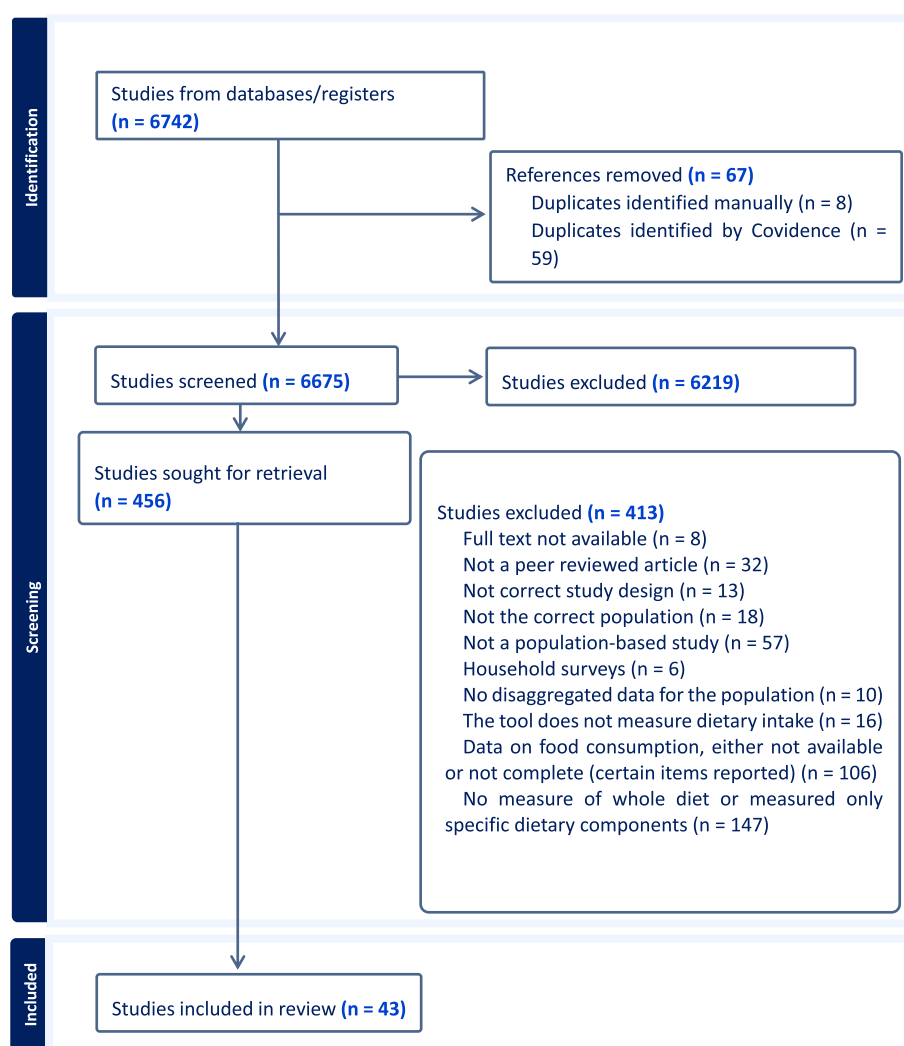 Identification
Studies from databases/registers
(n = 6742)
References removed (n = 67)
Duplicates identified manually (n = 8)
Duplicates identified by Covidence (n =
59)
Screening
Studies screened (n = 6675)
Studies excluded (n = 6219)
Studies sought for retrieval
(n = 456)
Studies excluded (n = 413)
Full text not available (n = 8)
Not a peer reviewed article (n = 32)
Not correct study design (n = 13)
Not the correct population (n = 18)
Not a population-based study (n = 57)
Household surveys (n = 6)
No disaggregated data for the population (n = 10)
The tool does not measure dietary intake (n = 16)
Data on food consumption, either not available
or not complete (certain items reported) (n = 106)
No measure of whole diet or measured only
specific dietary components (n = 147)
Included
Studies included in review (n = 43)